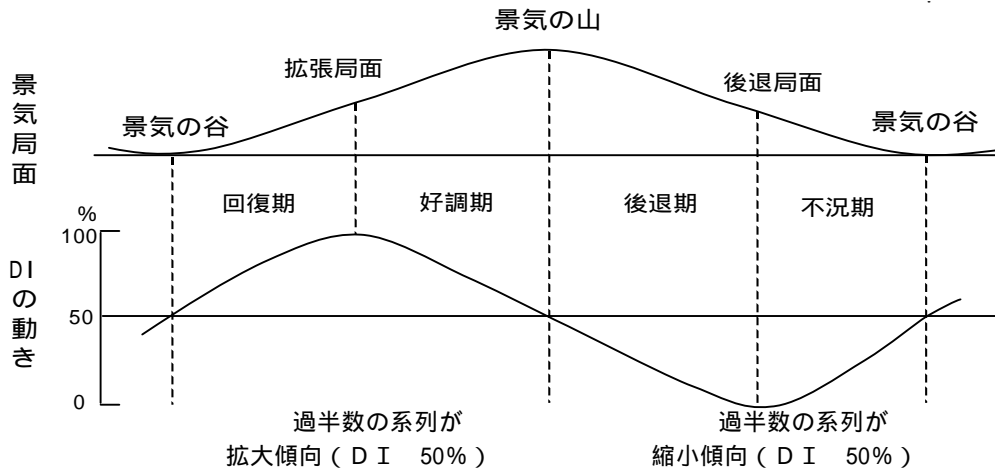 景気の山
拡張局面
後退局面
景気の谷
景気の谷
景気局面
回復期
好調期
後退期
不況期
%
100
DIの動き
50
0
過半数の系列が
拡大傾向（ＤＩ　50%）
過半数の系列が
縮小傾向（ＤＩ　50%）